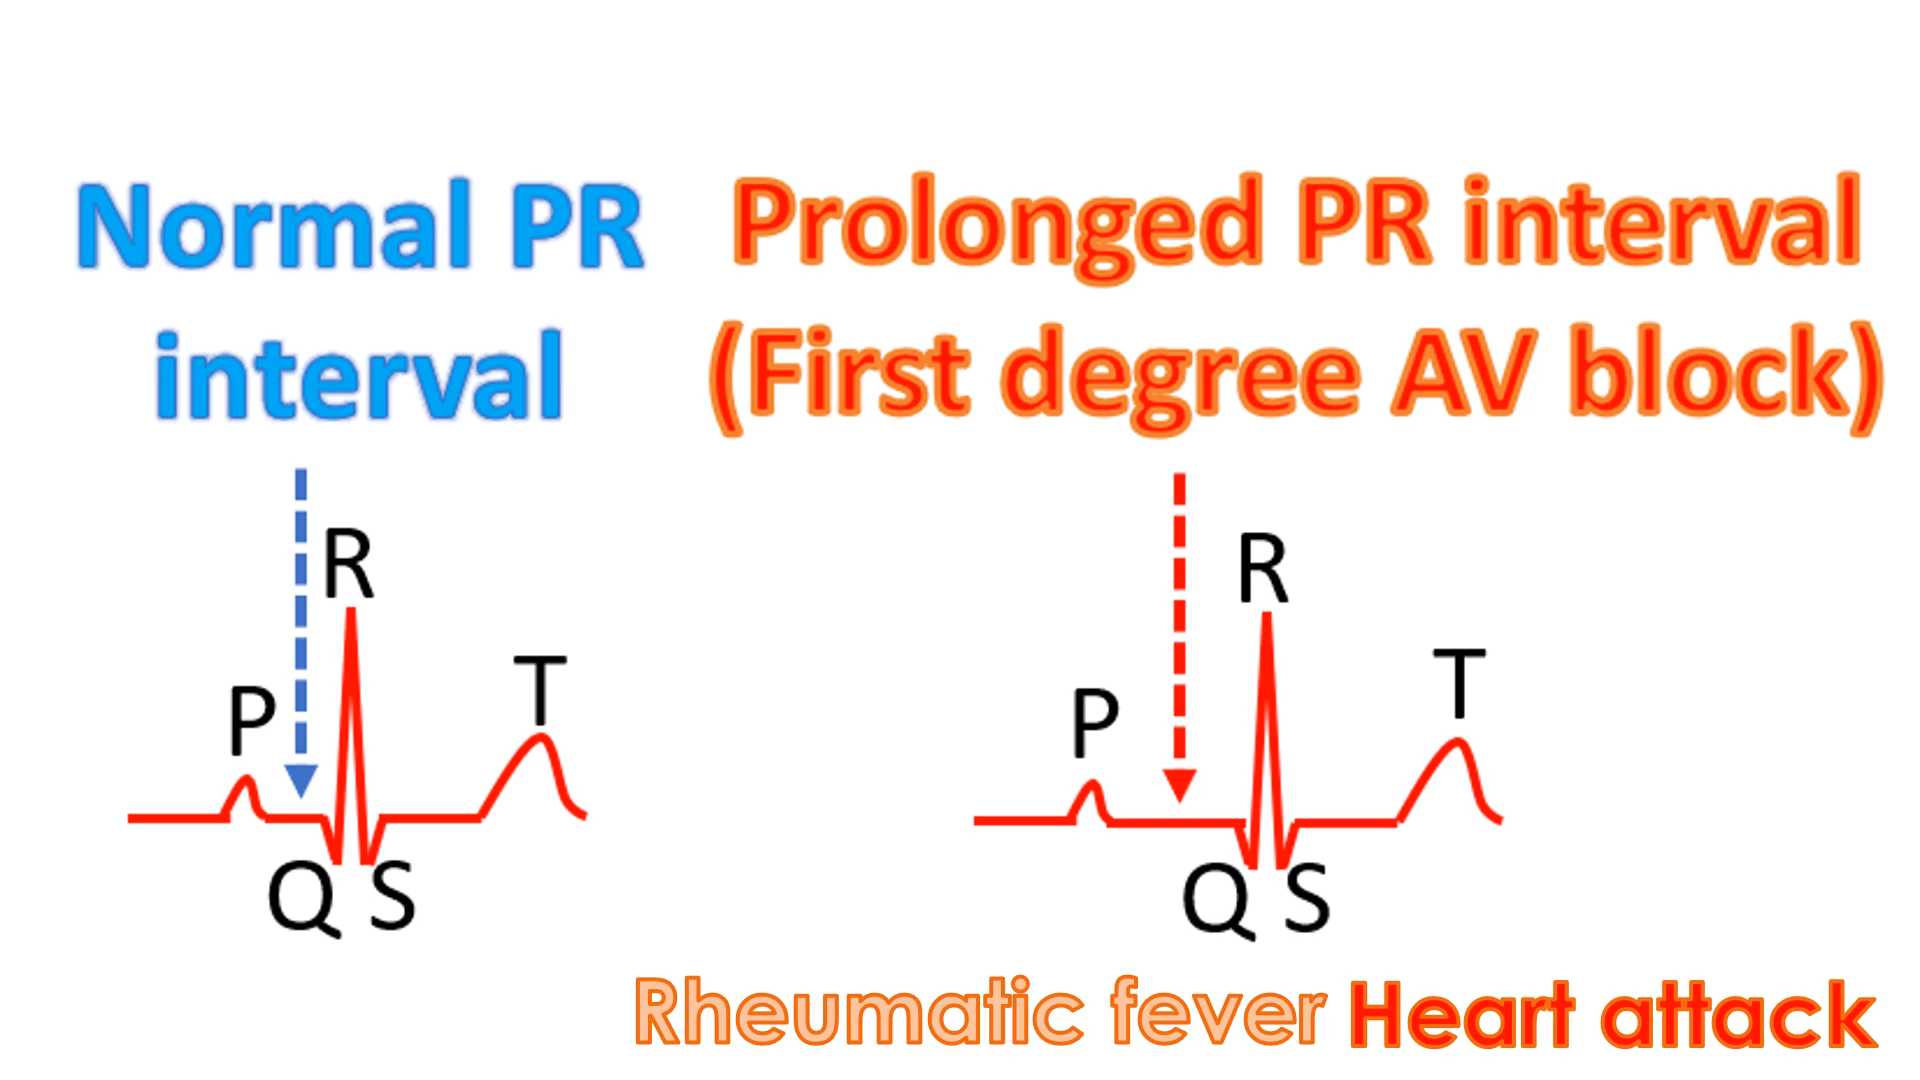 Normal PR
interval
Prolonged PR interval
(First degree AV block)
R
P
T
Q S
R
P
T
Q S
Rheumatic fever Heart attack